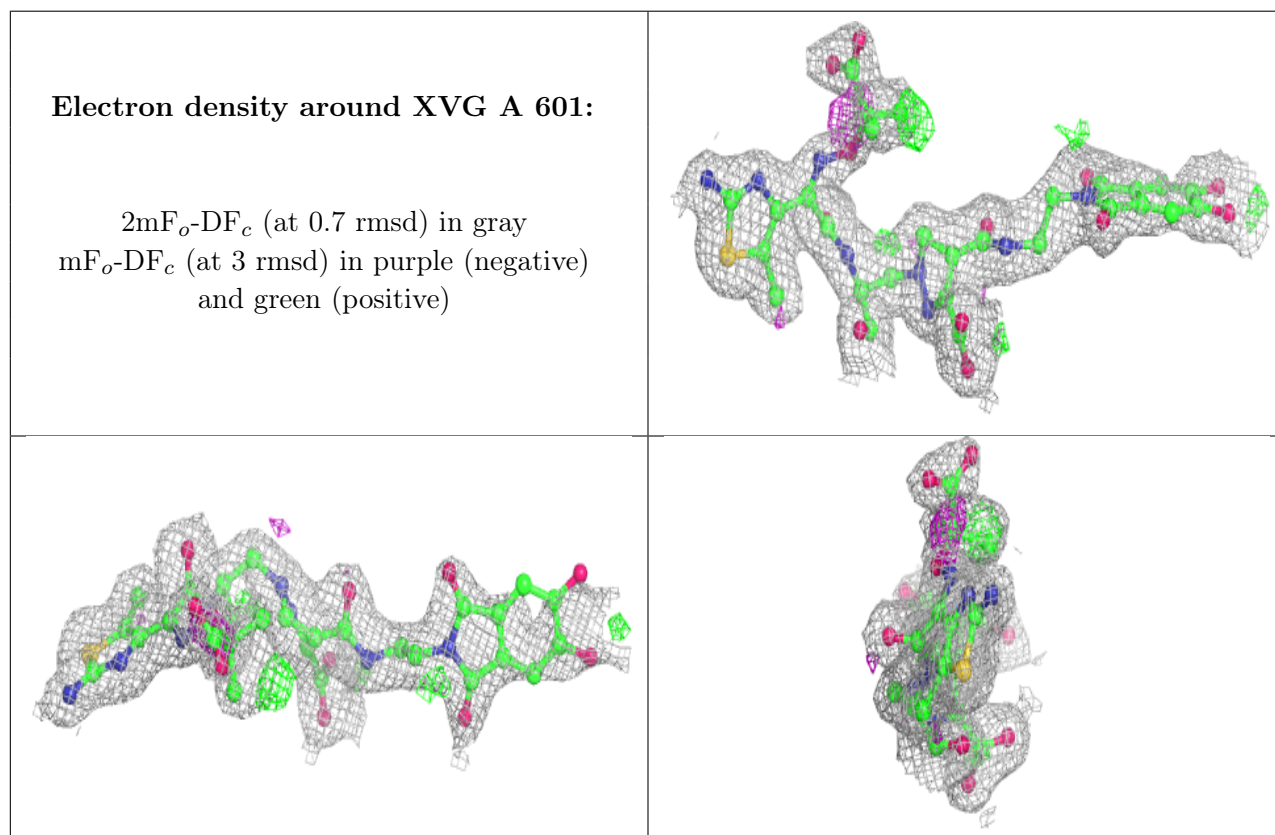 Electron density around XVG A 601:
2mFo-DFc (at 0.7 rmsd) in gray
mFo-DFc (at 3 rmsd) in purple (negative)
and green (positive)